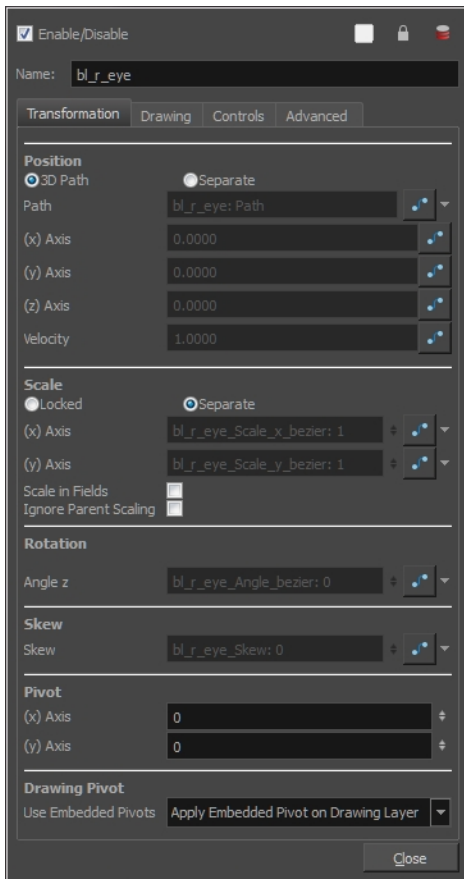 Enable/Disable
Name: bl_r_eye
Transformation Drawing Controls Advanced
Position
3D Path Separate
Path bl_r_eye: Path
(x) Axis 0.0000
(y) Axis 0.0000
(z) Axis 0.0000
Velocity 1.0000
Scale
Locked Separate
(x) Axis bl_r_eye_Scale_x_bezier: 1
(y) Axis bl_r_eye_Scale_y_bezier: 1
Scale in Fields
Ignore Parent Scaling
Rotation
Angle z bl_r_eye_Angle_bezier: 0
Skew
Skew bl_r_eye_Skew: 0
Pivot
(x) Axis 0
(y) Axis 0
Drawing Pivot
Use Embedded Pivots Apply Embedded Pivot on Drawing Layer
Close